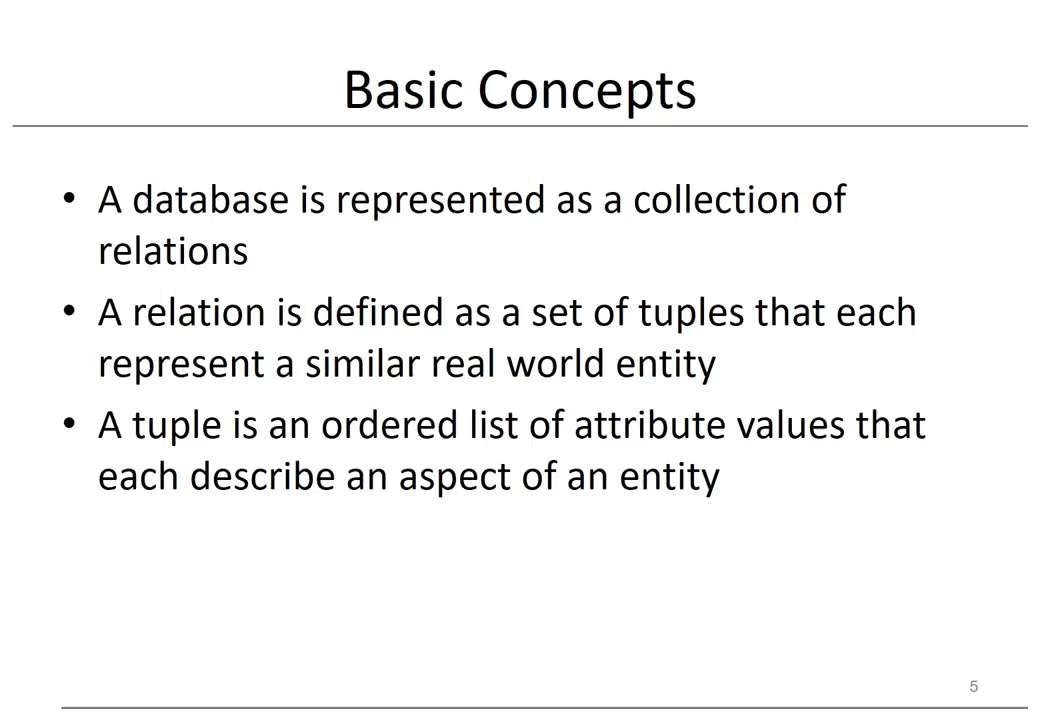 Basic Concepts
• A database is represented as a collection of
relations
• A relation is defined as a set of tuples that each
represent a similar real world entity
• A tuple is an ordered list of attribute values that
each describe an aspect of an entity
5